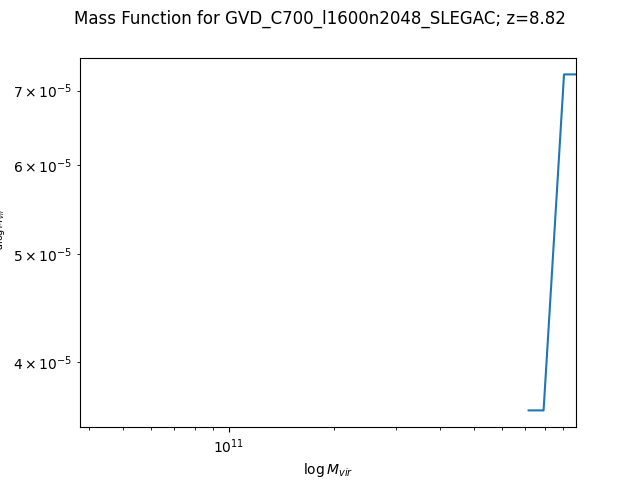 Mass Function for GVD_C700_l1600n2048_SLEGAC; z=8.82
7 × 10⁻⁵
6 × 10⁻⁵
5 × 10⁻⁵
4 × 10⁻⁵
10¹¹
log M_vir